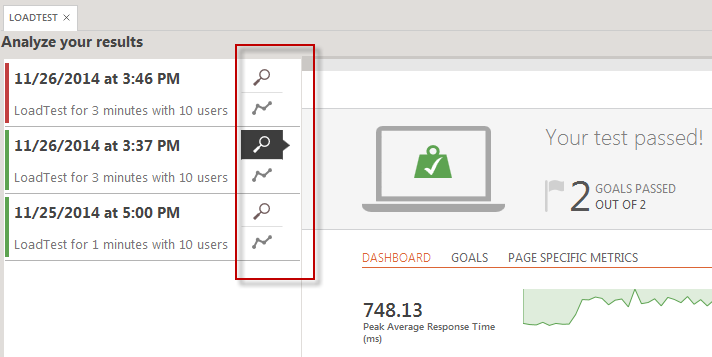 LOADTEST ×
Analyze your results
11/26/2014 at 3:46 PM
LoadTest for 3 minutes with 10 users
11/26/2014 at 3:37 PM
LoadTest for 3 minutes with 10 users
11/25/2014 at 5:00 PM
LoadTest for 1 minutes with 10 users
Your test passed!
2 GOALS PASSED
OUT OF 2
DASHBOARD GOALS PAGE SPECIFIC METRICS
748.13
Peak Average Response Time
(ms)